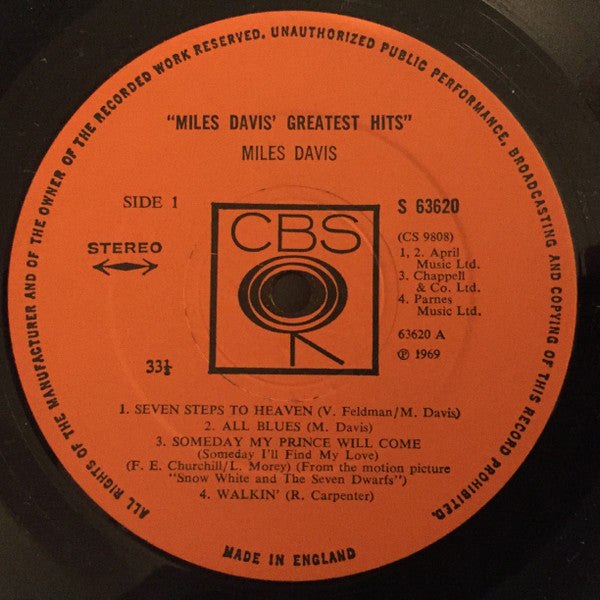 ALL RIGHTS OF THE MANUFACTURER AND OF THE OWNER OF THE RECORDED WORK RESERVED. UNAUTHORIZED PUBLIC PERFORMANCE, BROADCASTING AND COPYING OF THIS RECORD PROHIBITED.
"MILES DAVIS' GREATEST HITS"
MILES DAVIS
SIDE 1
S 63620
STEREO
CBS
(CS 9808)
1, 2. April
Music Ltd.
3. Chappell
& Co. Ltd.
4. Parnes
Music Ltd.
63620 A
℗ 1969
33⅓
1. SEVEN STEPS TO HEAVEN (V. Feldman/M. Davis)
2. ALL BLUES (M. Davis)
3. SOMEDAY MY PRINCE WILL COME
(Someday I'll Find My Love)
(F. E. Churchill/L. Morey) (From the motion picture
"Snow White and The Seven Dwarfs")
4. WALKIN' (R. Carpenter)
MADE IN ENGLAND